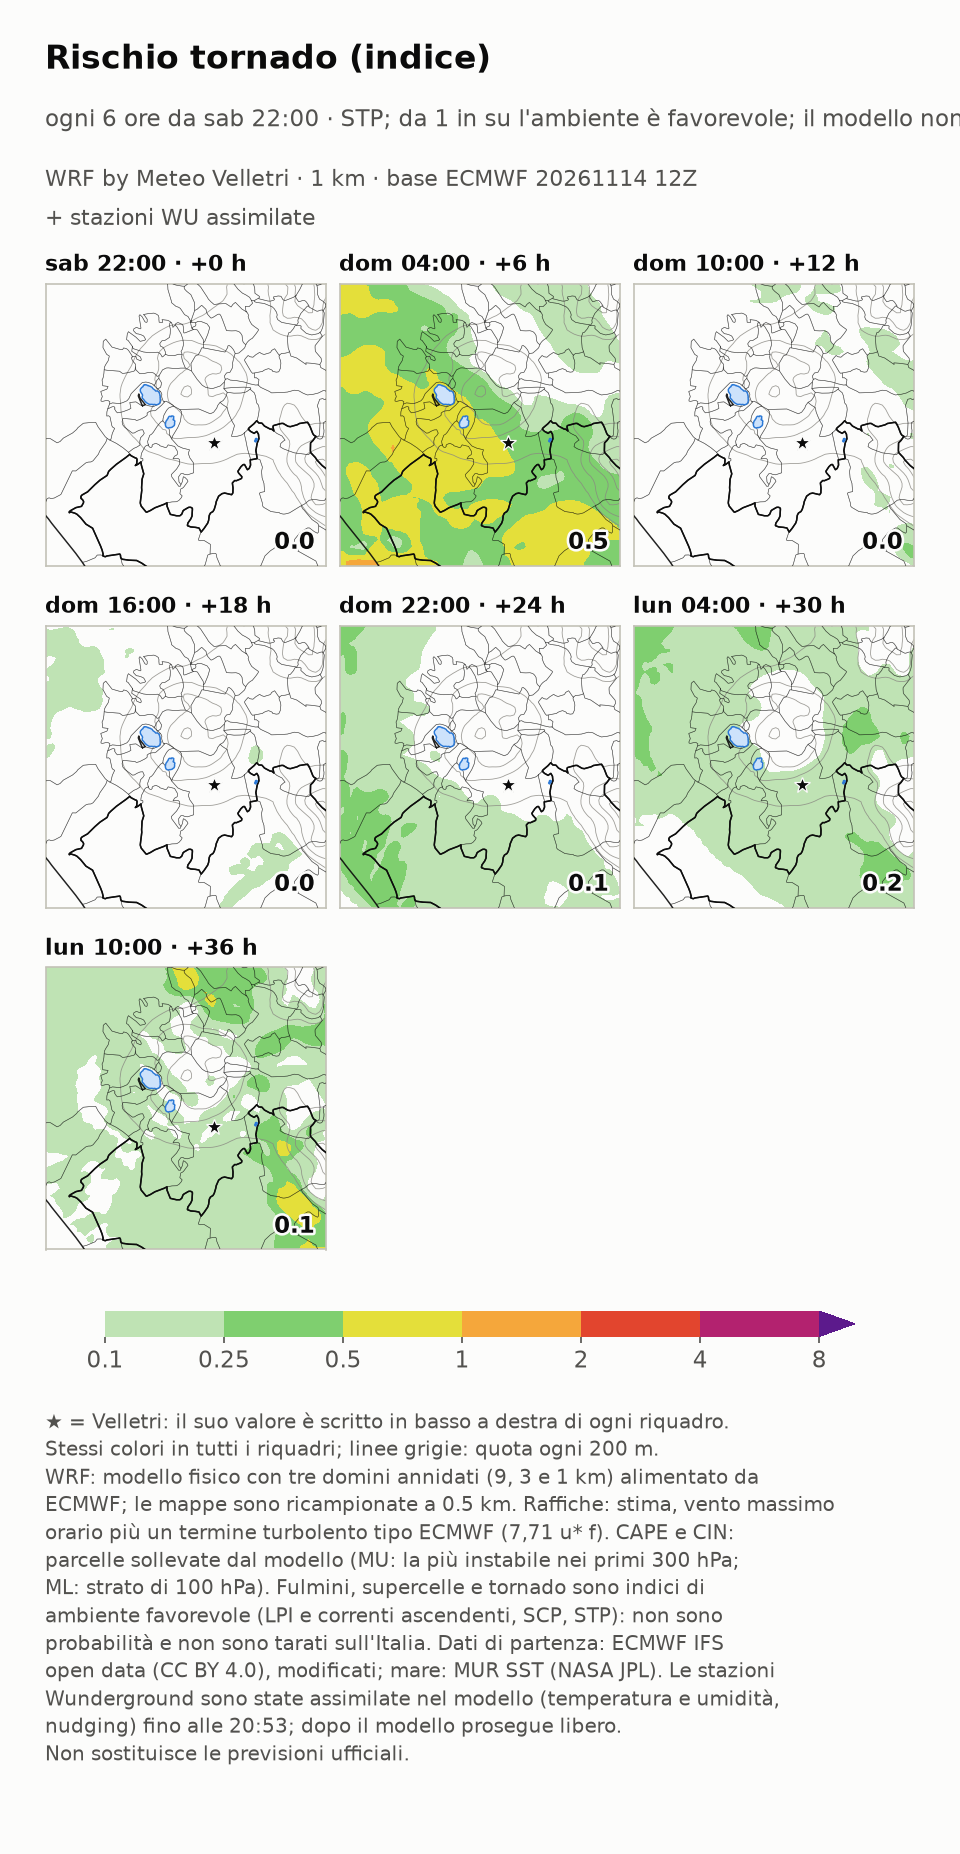 Rischio tornado (indice)
ogni 6 ore da sab 22:00 · STP; da 1 in su l'ambiente è favorevole; il modello non
WRF by Meteo Velletri · 1 km · base ECMWF 20261114 12Z
+ stazioni WU assimilate
sab 22:00 · +0 h
dom 04:00 · +6 h
dom 10:00 · +12 h
0.0
0.5
0.0
dom 16:00 · +18 h
dom 22:00 · +24 h
lun 04:00 · +30 h
0.0
0.1
0.2
lun 10:00 · +36 h
0.1
0.1 0.25 0.5 1 2 4 8
★ = Velletri: il suo valore è scritto in basso a destra di ogni riquadro.
Stessi colori in tutti i riquadri; linee grigie: quota ogni 200 m.
WRF: modello fisico con tre domini annidati (9, 3 e 1 km) alimentato da
ECMWF; le mappe sono ricampionate a 0.5 km. Raffiche: stima, vento massimo
orario più un termine turbolento tipo ECMWF (7,71 u* f). CAPE e CIN:
parcelle sollevate dal modello (MU: la più instabile nei primi 300 hPa;
ML: strato di 100 hPa). Fulmini, supercelle e tornado sono indici di
ambiente favorevole (LPI e correnti ascendenti, SCP, STP): non sono
probabilità e non sono tarati sull'Italia. Dati di partenza: ECMWF IFS
open data (CC BY 4.0), modificati; mare: MUR SST (NASA JPL). Le stazioni
Wunderground sono state assimilate nel modello (temperatura e umidità,
nudging) fino alle 20:53; dopo il modello prosegue libero.
Non sostituisce le previsioni ufficiali.